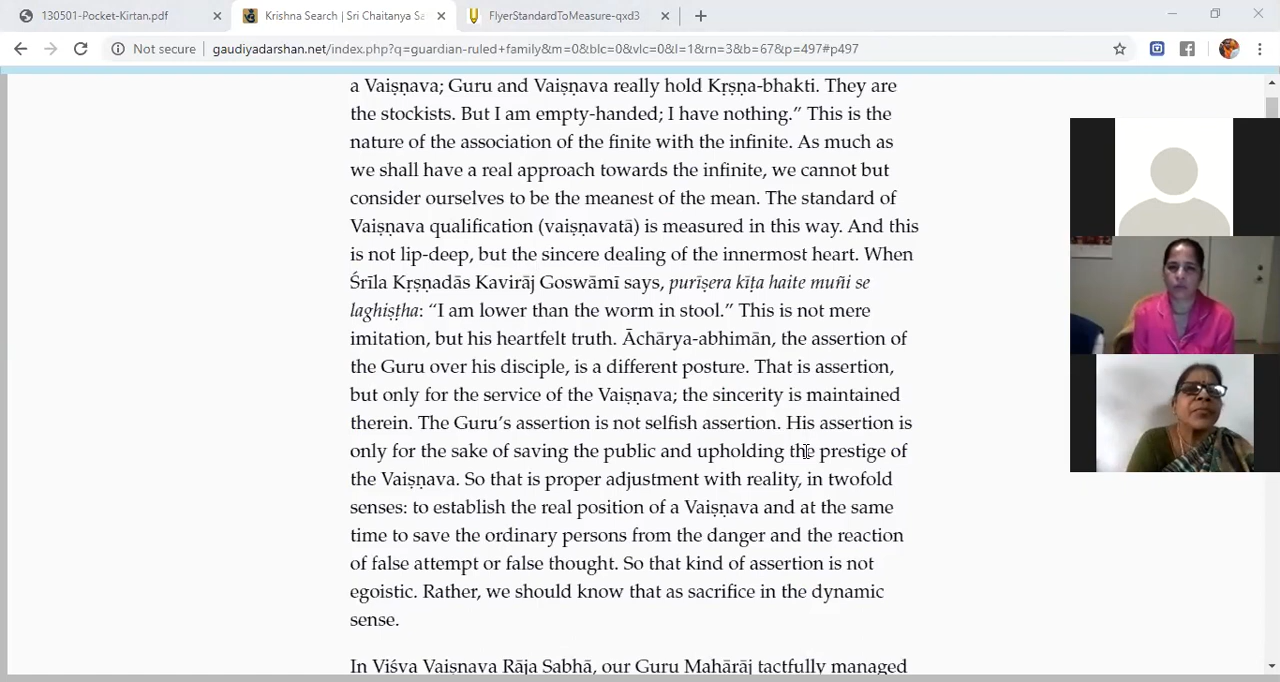 130501-Pocket-Kirtan.pdf
Krishna Search | Sri Chaitanya Sa
FlyerStandardToMeasure-qxd3
Not secure
gaudiyadarshan.net/index.php?q=guardian-ruled+family&m=0&blc=0&vlc=0&l=1&rn=3&b=67&p=497#p497
a Vaiṣṇava; Guru and Vaiṣṇava really hold Kṛṣṇa-bhakti. They are
the stockists. But I am empty-handed; I have nothing.” This is the
nature of the association of the finite with the infinite. As much as
we shall have a real approach towards the infinite, we cannot but
consider ourselves to be the meanest of the mean. The standard of
Vaiṣṇava qualification (vaiṣṇavatā) is measured in this way. And this
is not lip-deep, but the sincere dealing of the innermost heart. When
Śrīla Kṛṣṇadās Kavirāj Goswāmī says, purīṣera kīṭa haite muñi se
laghiṣṭha: “I am lower than the worm in stool.” This is not mere
imitation, but his heartfelt truth. Āchārya-abhimān, the assertion of
the Guru over his disciple, is a different posture. That is assertion,
but only for the service of the Vaiṣṇava; the sincerity is maintained
therein. The Guru’s assertion is not selfish assertion. His assertion is
only for the sake of saving the public and upholding the prestige of
the Vaiṣṇava. So that is proper adjustment with reality, in twofold
senses: to establish the real position of a Vaiṣṇava and at the same
time to save the ordinary persons from the danger and the reaction
of false attempt or false thought. So that kind of assertion is not
egoistic. Rather, we should know that as sacrifice in the dynamic
sense.
In Viśva Vaiṣṇava Rāja Sabhā, our Guru Mahārāj tactfully managed